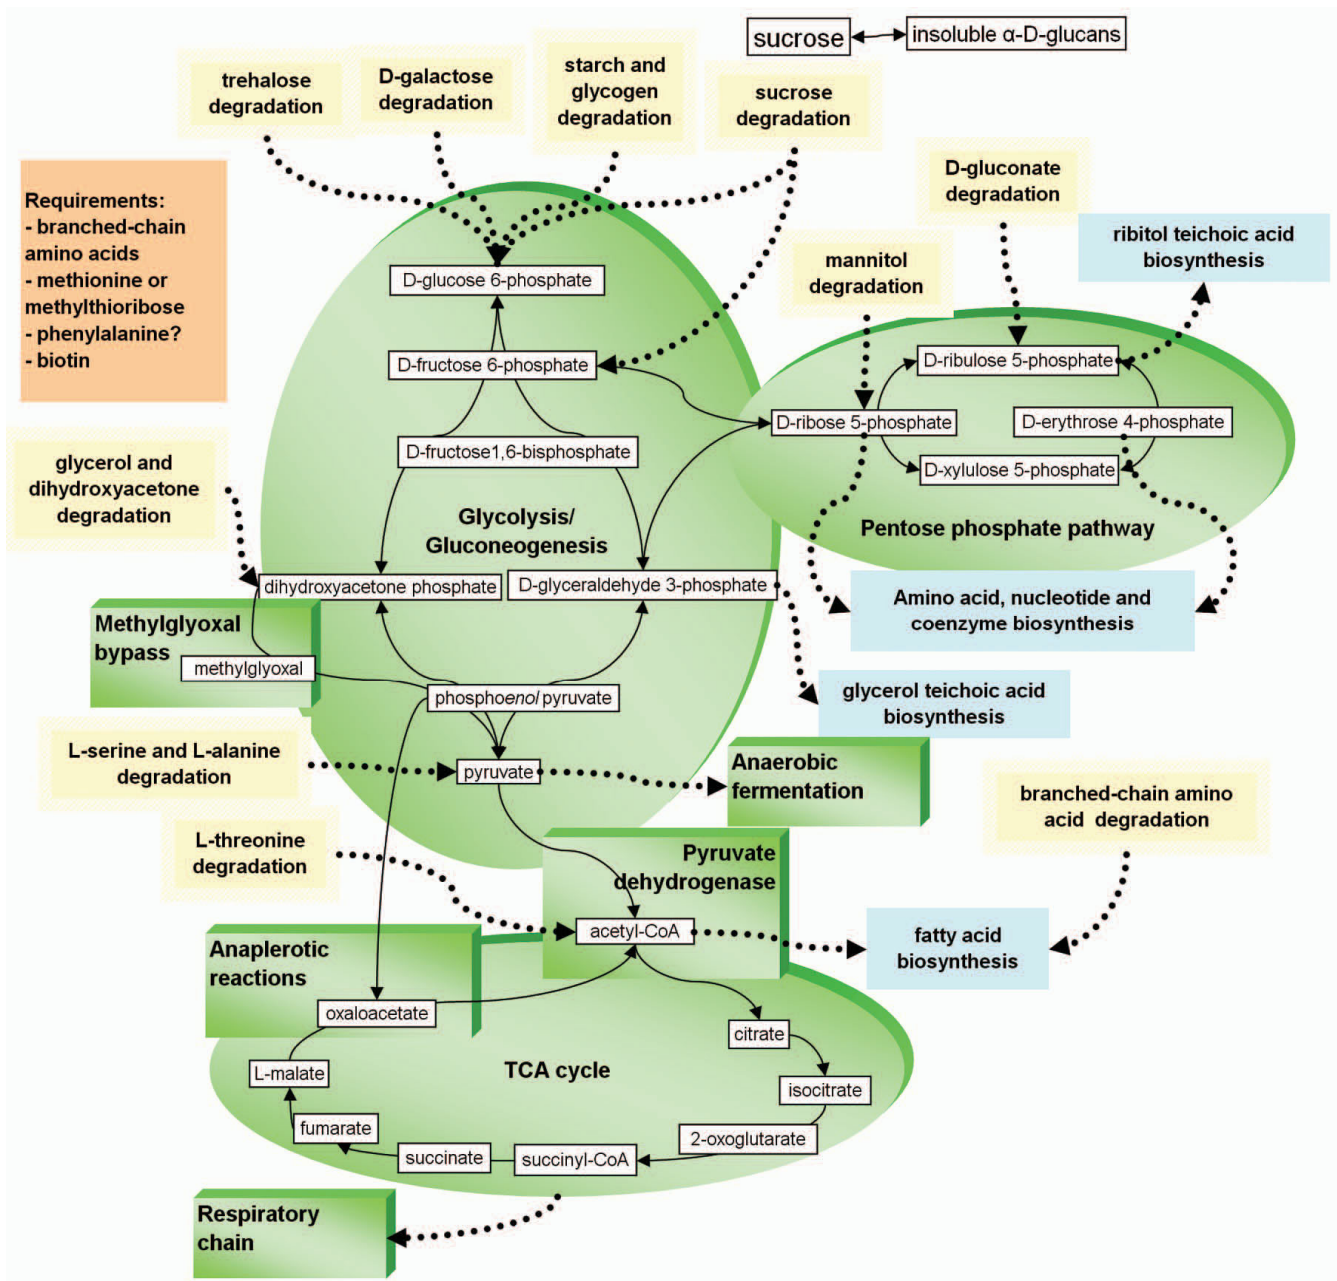 sucrose
insoluble α-D-glucans
trehalose
degradation
D-galactose
degradation
starch and
glycogen
degradation
sucrose
degradation
D-gluconate
degradation
Requirements:
- branched-chain
amino acids
- methionine or
methylthioribose
- phenylalanine?
- biotin
ribitol teichoic acid
biosynthesis
mannitol
degradation
D-glucose 6-phosphate
D-fructose 6-phosphate
D-ribulose 5-phosphate
D-ribose 5-phosphate
D-erythrose 4-phosphate
D-fructose1,6-bisphosphate
D-xylulose 5-phosphate
glycerol and
dihydroxyacetone
degradation
Glycolysis/
Gluconeogenesis
Pentose phosphate pathway
dihydroxyacetone phosphate
D-glyceraldehyde 3-phosphate
Amino acid, nucleotide and
coenzyme biosynthesis
Methylglyoxal
bypass
methylglyoxal
phosphoenol pyruvate
glycerol teichoic acid
biosynthesis
L-serine and L-alanine
degradation
pyruvate
Anaerobic
fermentation
branched-chain amino
acid degradation
L-threonine
degradation
Pyruvate
dehydrogenase
acetyl-CoA
fatty acid
biosynthesis
Anaplerotic
reactions
oxaloacetate
citrate
TCA cycle
L-malate
isocitrate
fumarate
2-oxoglutarate
succinate
succinyl-CoA
Respiratory
chain